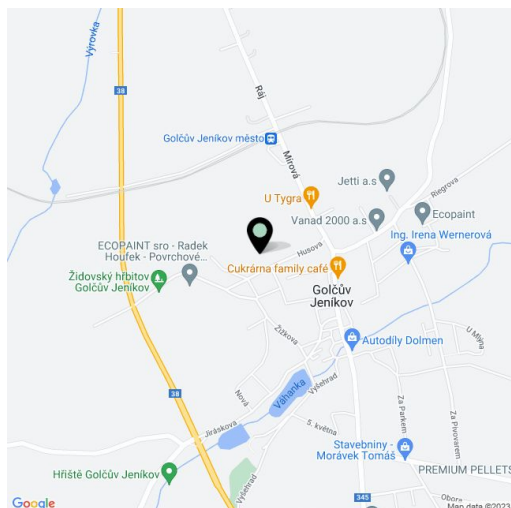 Výrovka
38
Ráj
Golčův Jeníkov město
Mírová
Jetti a.s
Riegrova
U Tygra
Vanad 2000 a.s
Ecopaint
Ing. Irena Wernerová
Husova
ECOPAINT sro - Radek
Houfek - Povrchové...
Cukrárna family café
Židovský hřbitov
Golčův Jeníkov
Golčův
Jeníkov
Žižkova
Autodíly Dolmen
U Mlýna
Nová
Váhanka
Vyšehrad
38
Za Parkem
Za Pivovarem
Jiráskova
5. května
Stavebniny -
Morávek Tomáš
Hřiště Golčův Jeníkov
PREMIUM PELLETS
Vyšehrad
345
Obora
Google
Map data ©2023